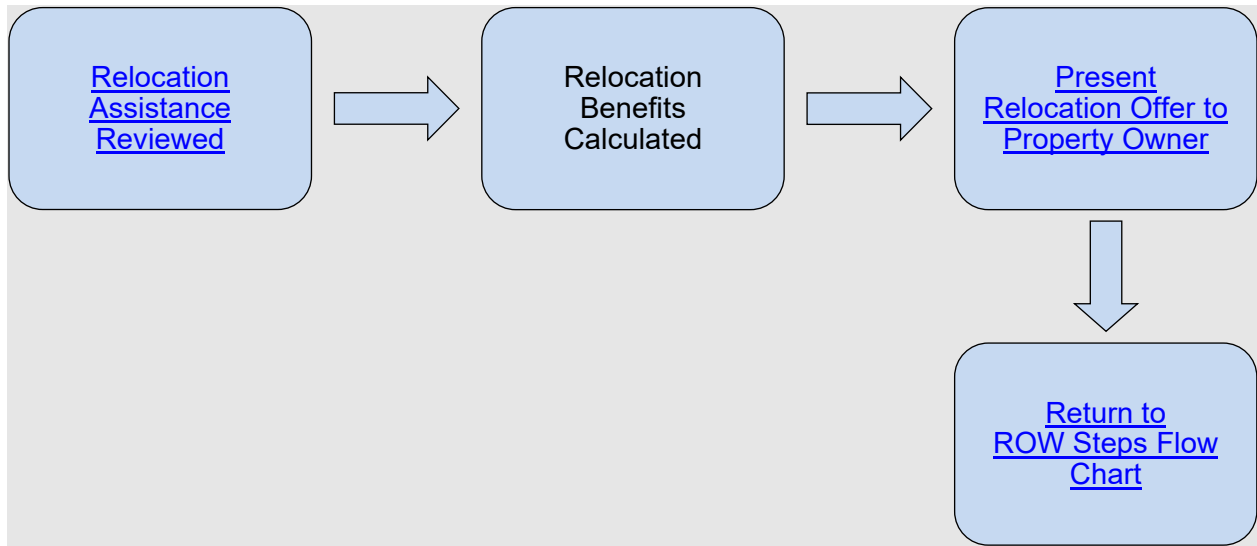 Relocation
Assistance
Reviewed
Relocation
Benefits
Calculated
Present
Relocation Offer to
Property Owner
Return to
ROW Steps Flow
Chart